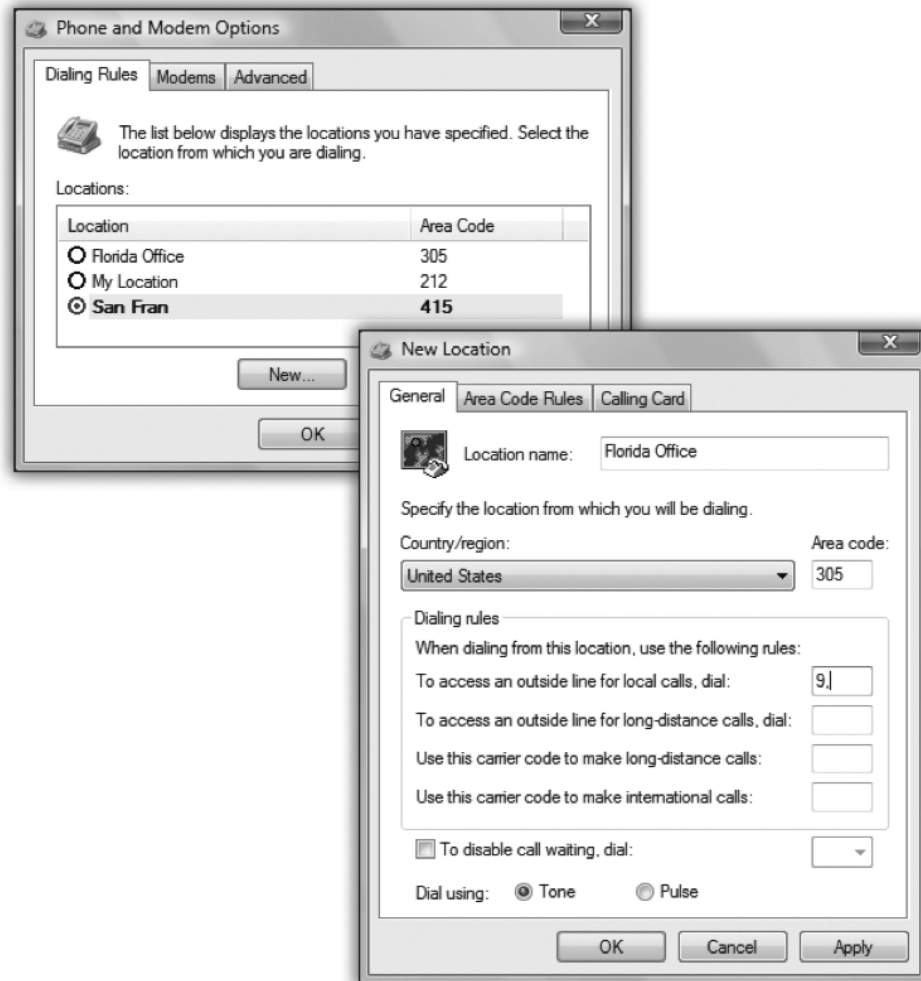 Phone and Modem Options
X
Dialing Rules Modems Advanced
The list below displays the locations you have specified. Select the
location from which you are dialing.
Locations:
Location Area Code
Florida Office 305
My Location 212
San Fran 415
New...
OK
New Location
X
General Area Code Rules Calling Card
Location name: Florida Office
Specify the location from which you will be dialing.
Country/region: Area code:
United States 305
Dialing rules
When dialing from this location, use the following rules:
To access an outside line for local calls, dial: 9,
To access an outside line for long-distance calls, dial:
Use this carrier code to make long-distance calls:
Use this carrier code to make international calls:
To disable call waiting, dial:
Dial using: Tone Pulse
OK Cancel Apply